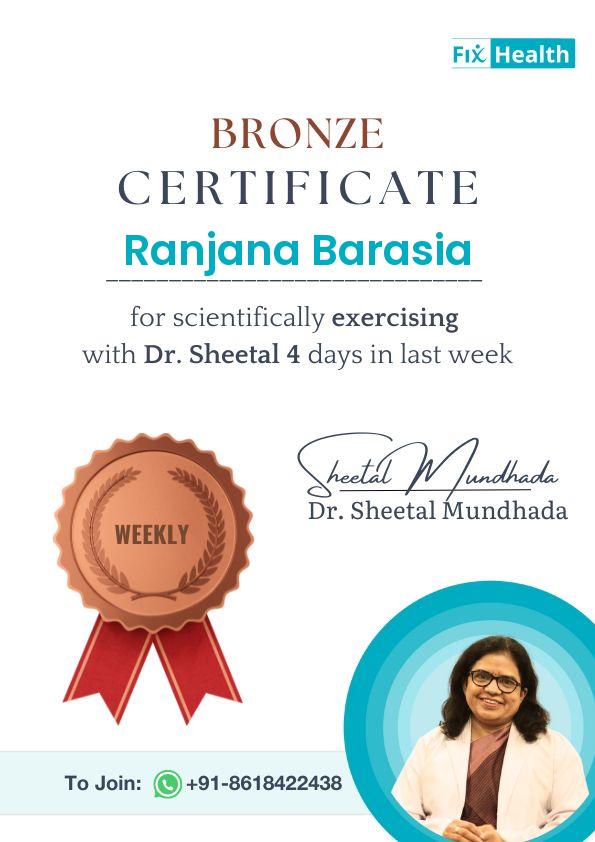 Fix Health
BRONZE
CERTIFICATE
Ranjana Barasia
for scientifically exercising
with Dr. Sheetal 4 days in last week
WEEKLY
Sheetal Mundhada
Dr. Sheetal Mundhada
To Join: +91-8618422438